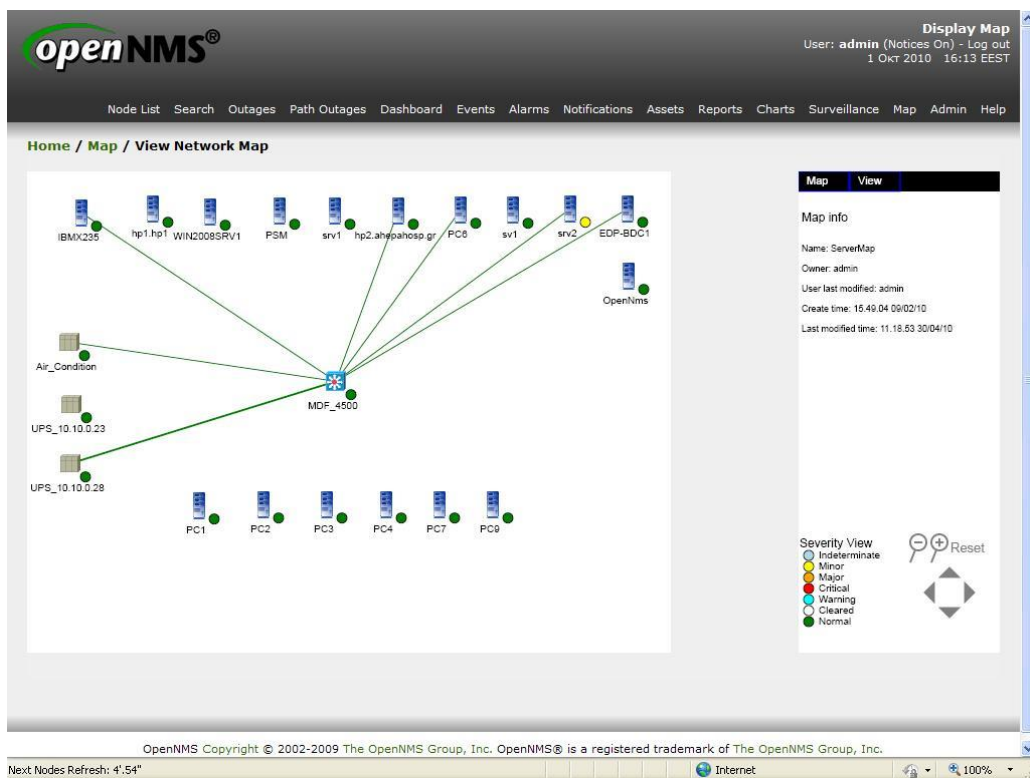 openNMS®
Display Map
User: admin (Notices On) - Log out
1 Οκτ 2010 16:13 EEST
Node List Search Outages Path Outages Dashboard Events Alarms Notifications Assets Reports Charts Surveillance Map Admin Help
Home / Map / View Network Map
Map View
IBMX235
hp1.hp1
WIN2008SRV1
PSM
srv1
hp2.ahepahosp.gr
PC6
sv1
srv2
EDP-BDC1
OpenNms
Air_Condition
MDF_4500
UPS_10.10.0.23
UPS_10.10.0.28
PC1
PC2
PC3
PC4
PC7
PC9
Map info
Name: ServerMap
Owner: admin
User last modified: admin
Create time: 15.49.04 09/02/10
Last modified time: 11.18.53 30/04/10
Severity View
Indeterminate
Minor
Major
Critical
Warning
Cleared
Normal
Reset
OpenNMS Copyright © 2002-2009 The OpenNMS Group, Inc. OpenNMS® is a registered trademark of The OpenNMS Group, Inc.
Next Nodes Refresh: 4'.54"
Internet
100%